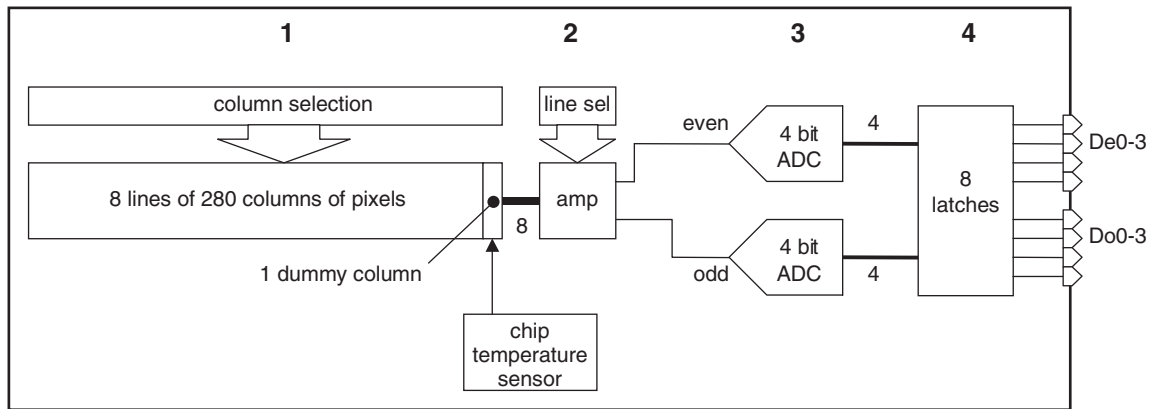 1 2 3 4
column selection
line sel
8 lines of 280 columns of pixels
8
amp
even
odd
4 bit
ADC
4
4 bit
ADC
4
8
latches
De0-3
Do0-3
1 dummy column
chip
temperature
sensor